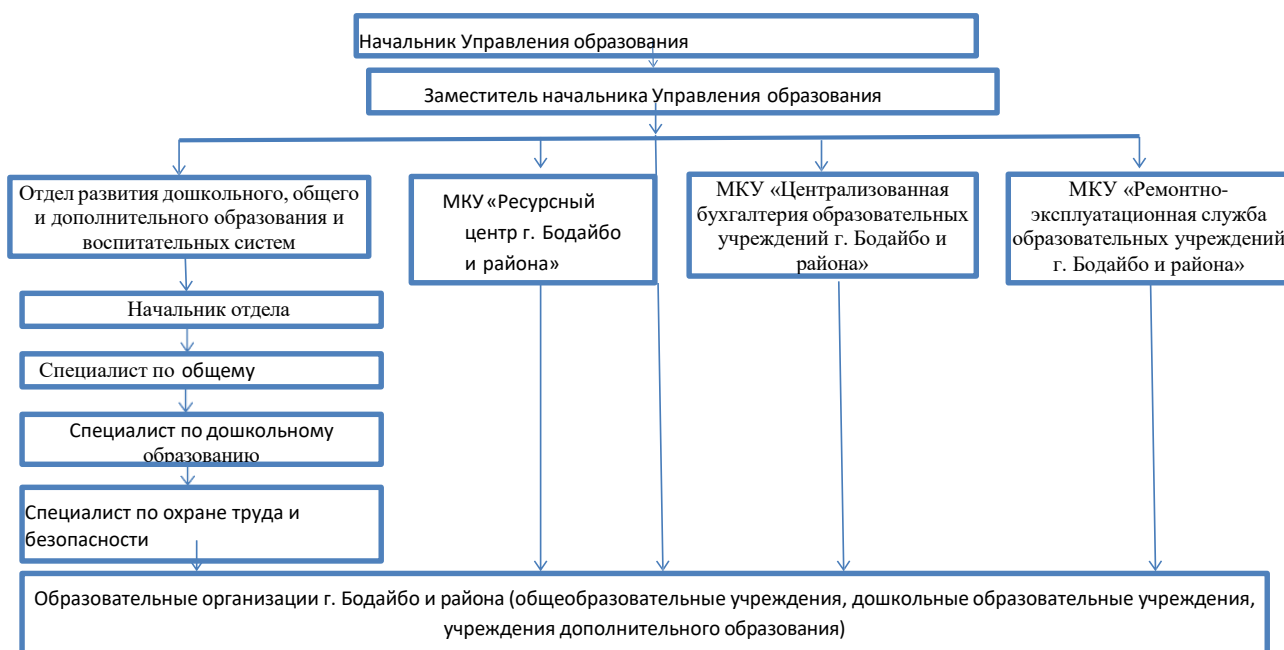 Начальник Управления образования
Заместитель начальника Управления образования
Отдел развития дошкольного, общего
и дополнительного образования и
воспитательных систем
МКУ «Ресурсный
центр г. Бодайбо
и района»
МКУ «Централизованная
бухгалтерия образовательных
учреждений г. Бодайбо и
района»
МКУ «Ремонтно-
эксплуатационная служба
образовательных учреждений
г. Бодайбо и района»
Начальник отдела
Специалист по общему
Специалист по дошкольному
образованию
Специалист по охране труда и
безопасности
Образовательные организации г. Бодайбо и района (общеобразовательные учреждения, дошкольные образовательные учреждения,
учреждения дополнительного образования)